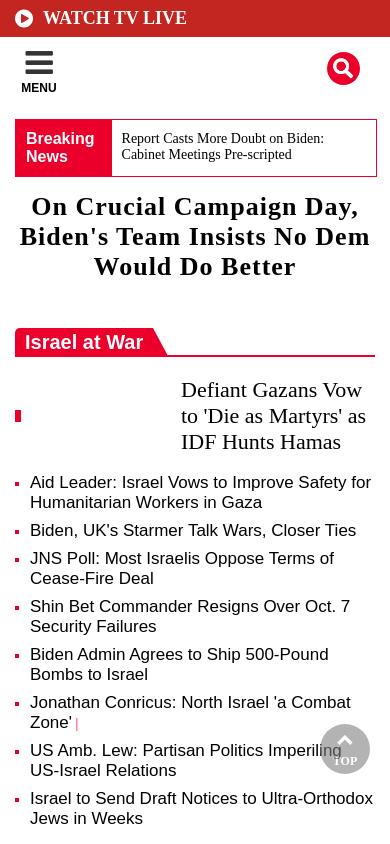 WATCH TV LIVE
MENU
Breaking
News
Report Casts More Doubt on Biden:
Cabinet Meetings Pre-scripted
On Crucial Campaign Day,
Biden's Team Insists No Dem
Would Do Better
Israel at War
Defiant Gazans Vow
to 'Die as Martyrs' as
IDF Hunts Hamas
Aid Leader: Israel Vows to Improve Safety for
Humanitarian Workers in Gaza
Biden, UK's Starmer Talk Wars, Closer Ties
JNS Poll: Most Israelis Oppose Terms of
Cease-Fire Deal
Shin Bet Commander Resigns Over Oct. 7
Security Failures
Biden Admin Agrees to Ship 500-Pound
Bombs to Israel
Jonathan Conricus: North Israel 'a Combat
Zone' |
US Amb. Lew: Partisan Politics Imperiling
US-Israel Relations
TOP
Israel to Send Draft Notices to Ultra-Orthodox
Jews in Weeks